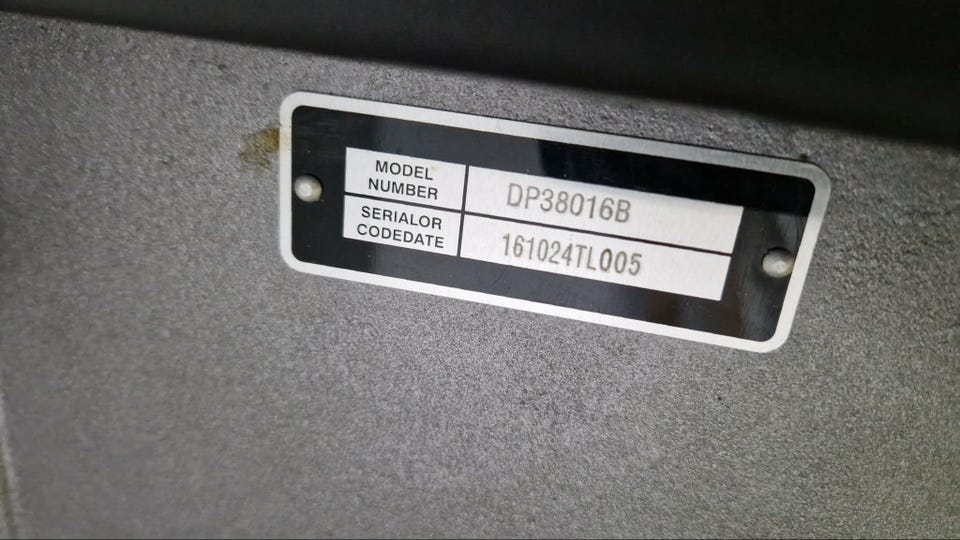 MODEL
NUMBER
DP38016B
SERIALOR
CODEDATE
161024TL005